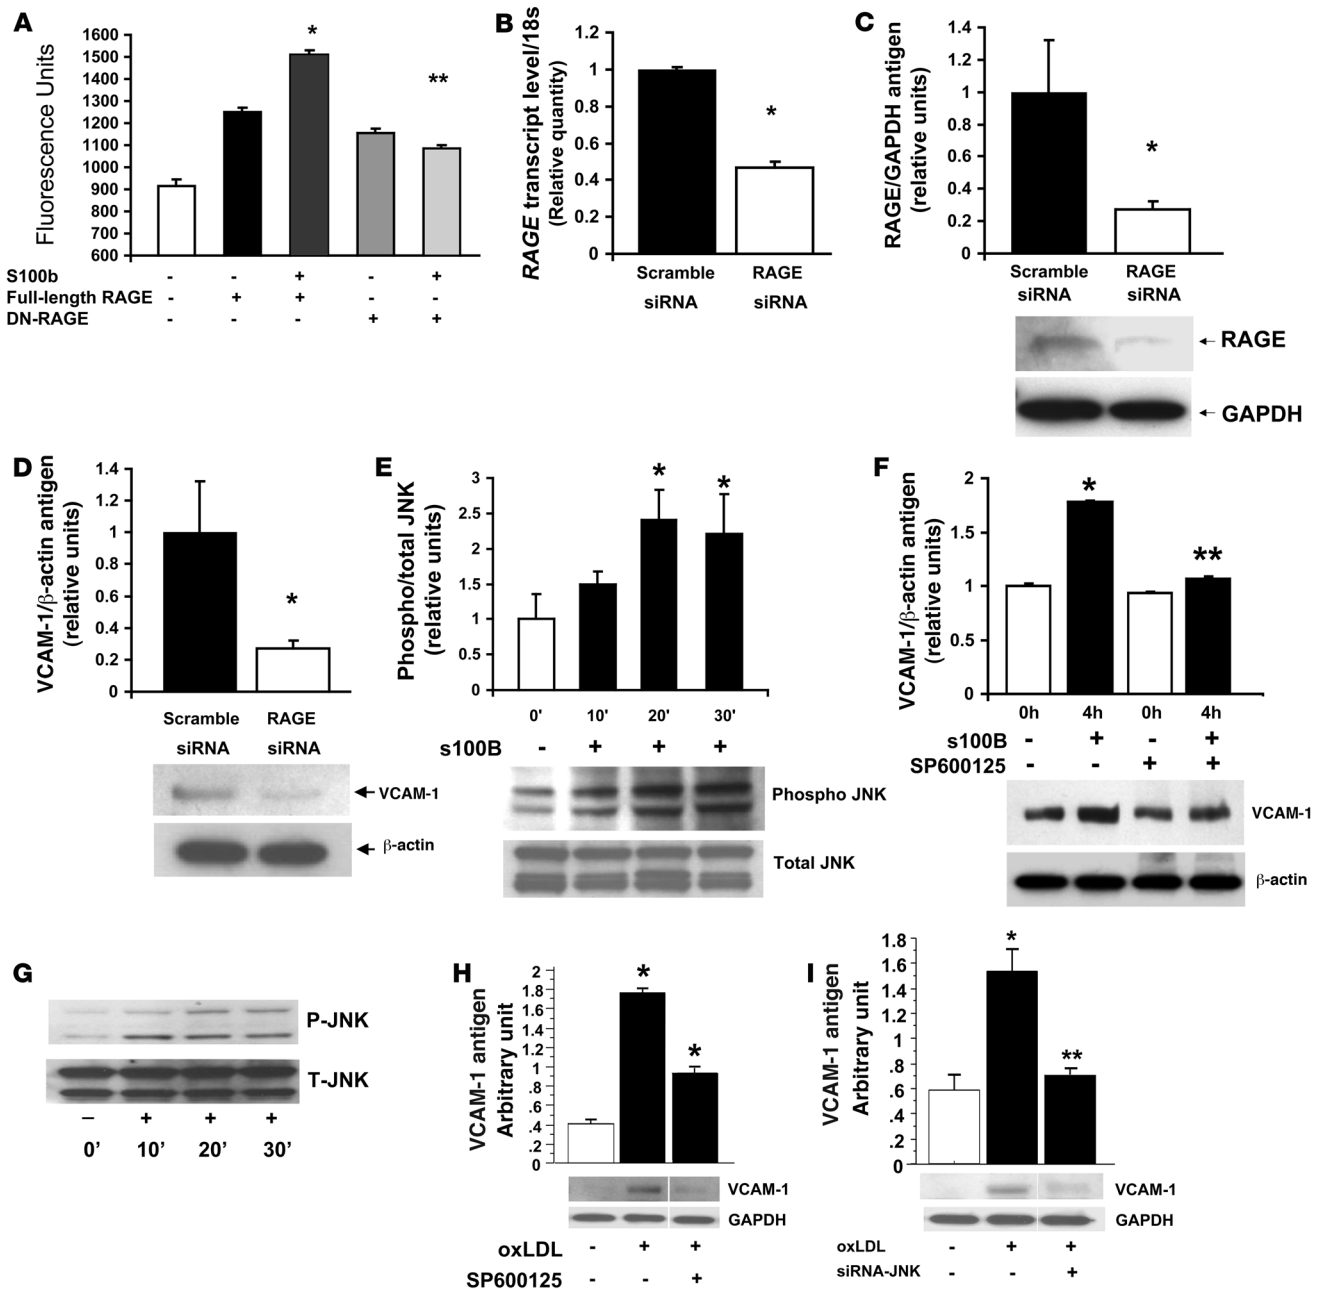 A
Fluorescence Units
1600
1500
1400
1300
1200
1100
1000
900
800
700
600
*
**
S100b - - + - +
Full-length RAGE - + + - -
DN-RAGE - - - + +
B
RAGE transcript level/18s
(Relative quantity)
1.2
1
0.8
0.6
0.4
0.2
0
*
Scramble RAGE
siRNA siRNA
C
RAGE/GAPDH antigen
(relative units)
1.4
1.2
1
0.8
0.6
0.4
0.2
0
*
Scramble RAGE
siRNA siRNA
← RAGE
← GAPDH
D
VCAM-1/β-actin antigen
(relative units)
1.4
1.2
1
0.8
0.6
0.4
0.2
0
*
Scramble RAGE
siRNA siRNA
← VCAM-1
← β-actin
E
Phospho/total JNK
(relative units)
3
2.5
2
1.5
1
0.5
0
* *
0' 10' 20' 30'
s100B - + + +
Phospho JNK
Total JNK
F
VCAM-1/β-actin antigen
(relative units)
2
1.5
1
0.5
0
*
**
0h 4h 0h 4h
s100B - + - +
SP600125 - - + +
VCAM-1
β-actin
G
P-JNK
T-JNK
– + + +
0’ 10’ 20’ 30’
H
VCAM-1 antigen
Arbitrary unit
2
1.8
1.6
1.4
1.2
1
.8
.6
.4
.2
0
*
*
VCAM-1
GAPDH
oxLDL - + +
SP600125 - - +
I
VCAM-1 antigen
Arbitrary unit
1.8
1.6
1.4
1.2
1
.8
.6
.4
.2
0
*
**
VCAM-1
GAPDH
oxLDL - + +
siRNA-JNK - - +